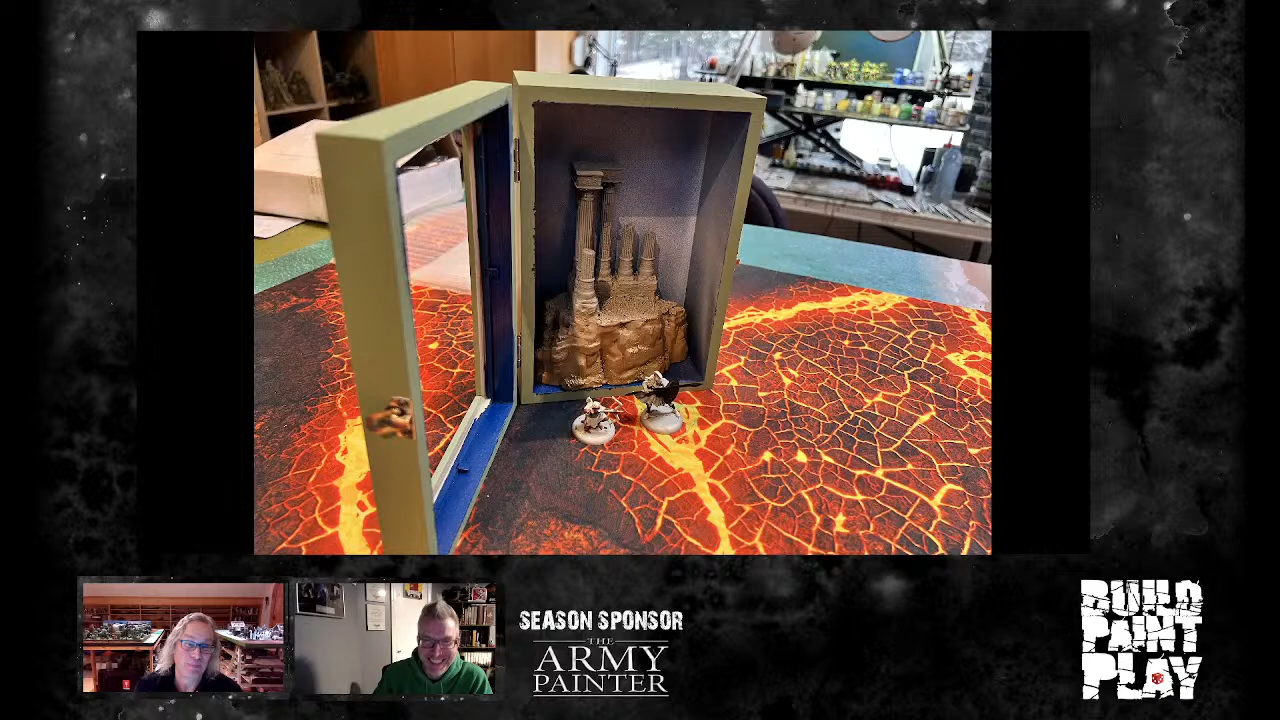 SEASON SPONSOR
THE
ARMY
PAINTER
BUILD
PAINT
PLAY